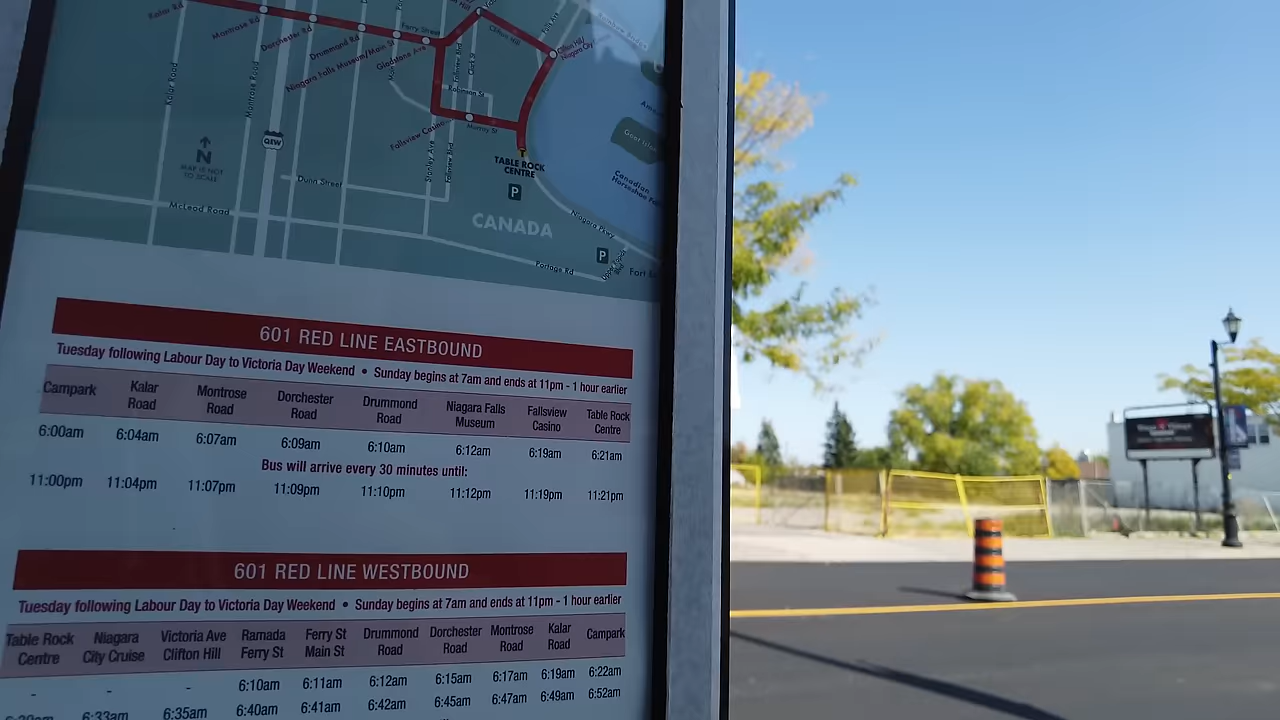 Kalar Rd
Montrose Rd
Dorchester Rd
Drummond Rd
Niagara Falls Museum/Main St
Gladstone Ave
Ferry Street
Clifton Hill
Clifton Hill/
Niagara City
Kalar Road
Montrose Road
QEW
Robinson St
Murray St
Fallsview Casino
Stanley Ave
Fallsview Blvd
Goat Island
Canadian
Horseshoe Falls
N
MAP IS NOT
TO SCALE
TABLE ROCK
CENTRE
P
Dunn Street
McLeod Road
CANADA
Niagara Pkwy
P
Portage Rd
Fort
601 RED LINE EASTBOUND
Tuesday following Labour Day to Victoria Day Weekend • Sunday begins at 7am and ends at 11pm - 1 hour earlier
Campark Kalar Road Montrose Road Dorchester Road Drummond Road Niagara Falls Museum Fallsview Casino Table Rock Centre
6:00am 6:04am 6:07am 6:09am 6:10am 6:12am 6:19am 6:21am
Bus will arrive every 30 minutes until:
11:00pm 11:04pm 11:07pm 11:09pm 11:10pm 11:12pm 11:19pm 11:21pm
601 RED LINE WESTBOUND
Tuesday following Labour Day to Victoria Day Weekend • Sunday begins at 7am and ends at 11pm - 1 hour earlier
Table Rock Centre Niagara City Cruise Victoria Ave Clifton Hill Ramada Ferry St Ferry St Main St Drummond Road Dorchester Road Montrose Road Kalar Road Campark
- - - 6:10am 6:11am 6:12am 6:15am 6:17am 6:19am 6:22am
6:33am 6:35am 6:40am 6:41am 6:42am 6:45am 6:47am 6:49am 6:52am